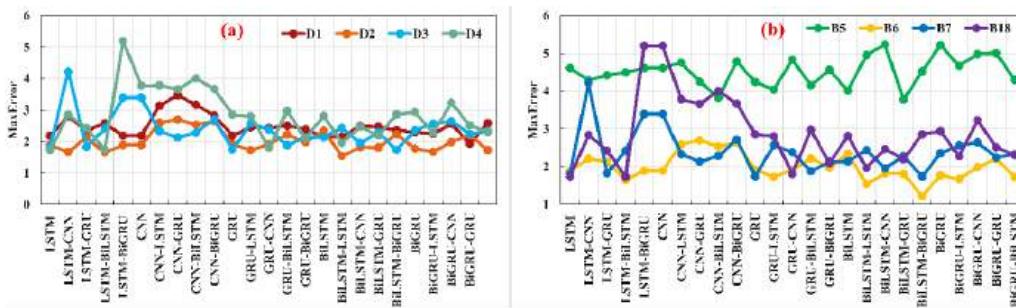 (a)
D1
D2
D3
D4
MaxError
6
5
4
3
2
1
0
LSTM
LSTM-CNN
LSTM-GRU
LSTM-BiLSTM
LSTM-BiGRU
CNN
CNN-LSTM
CNN-GRU
CNN-BiLSTM
CNN-BiGRU
GRU
GRU-LSTM
GRU-CNN
GRU-BiLSTM
GRU-BiGRU
BiLSTM
BiLSTM-LSTM
BiLSTM-CNN
BiLSTM-GRU
BiLSTM-BiGRU
BiGRU
BiGRU-LSTM
BiGRU-CNN
BiGRU-GRU
(b)
B5
B6
B7
B18
MaxError
6
5
4
3
2
1
LSTM
LSTM-CNN
LSTM-GRU
LSTM-BiLSTM
LSTM-BiGRU
CNN
CNN-LSTM
CNN-GRU
CNN-BiLSTM
CNN-BiGRU
GRU
GRU-LSTM
GRU-CNN
GRU-BiLSTM
GRU-BiGRU
BiLSTM
BiLSTM-LSTM
BiLSTM-CNN
BiLSTM-GRU
BiLSTM-BiGRU
BiGRU
BiGRU-LSTM
BiGRU-CNN
BiGRU-GRU
BiGRU-BiLSTM